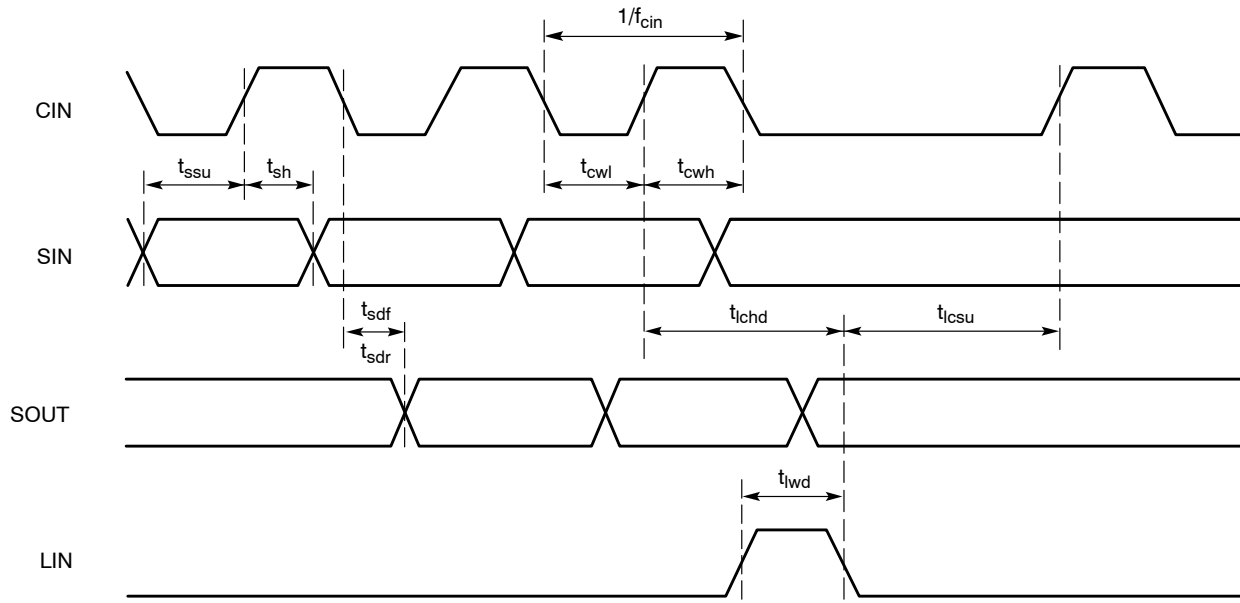 1/fcin
CIN
tssu
tsh
tcwl
tcwh
SIN
tsdf
tsdr
tlchd
tlcsu
SOUT
tlwd
LIN